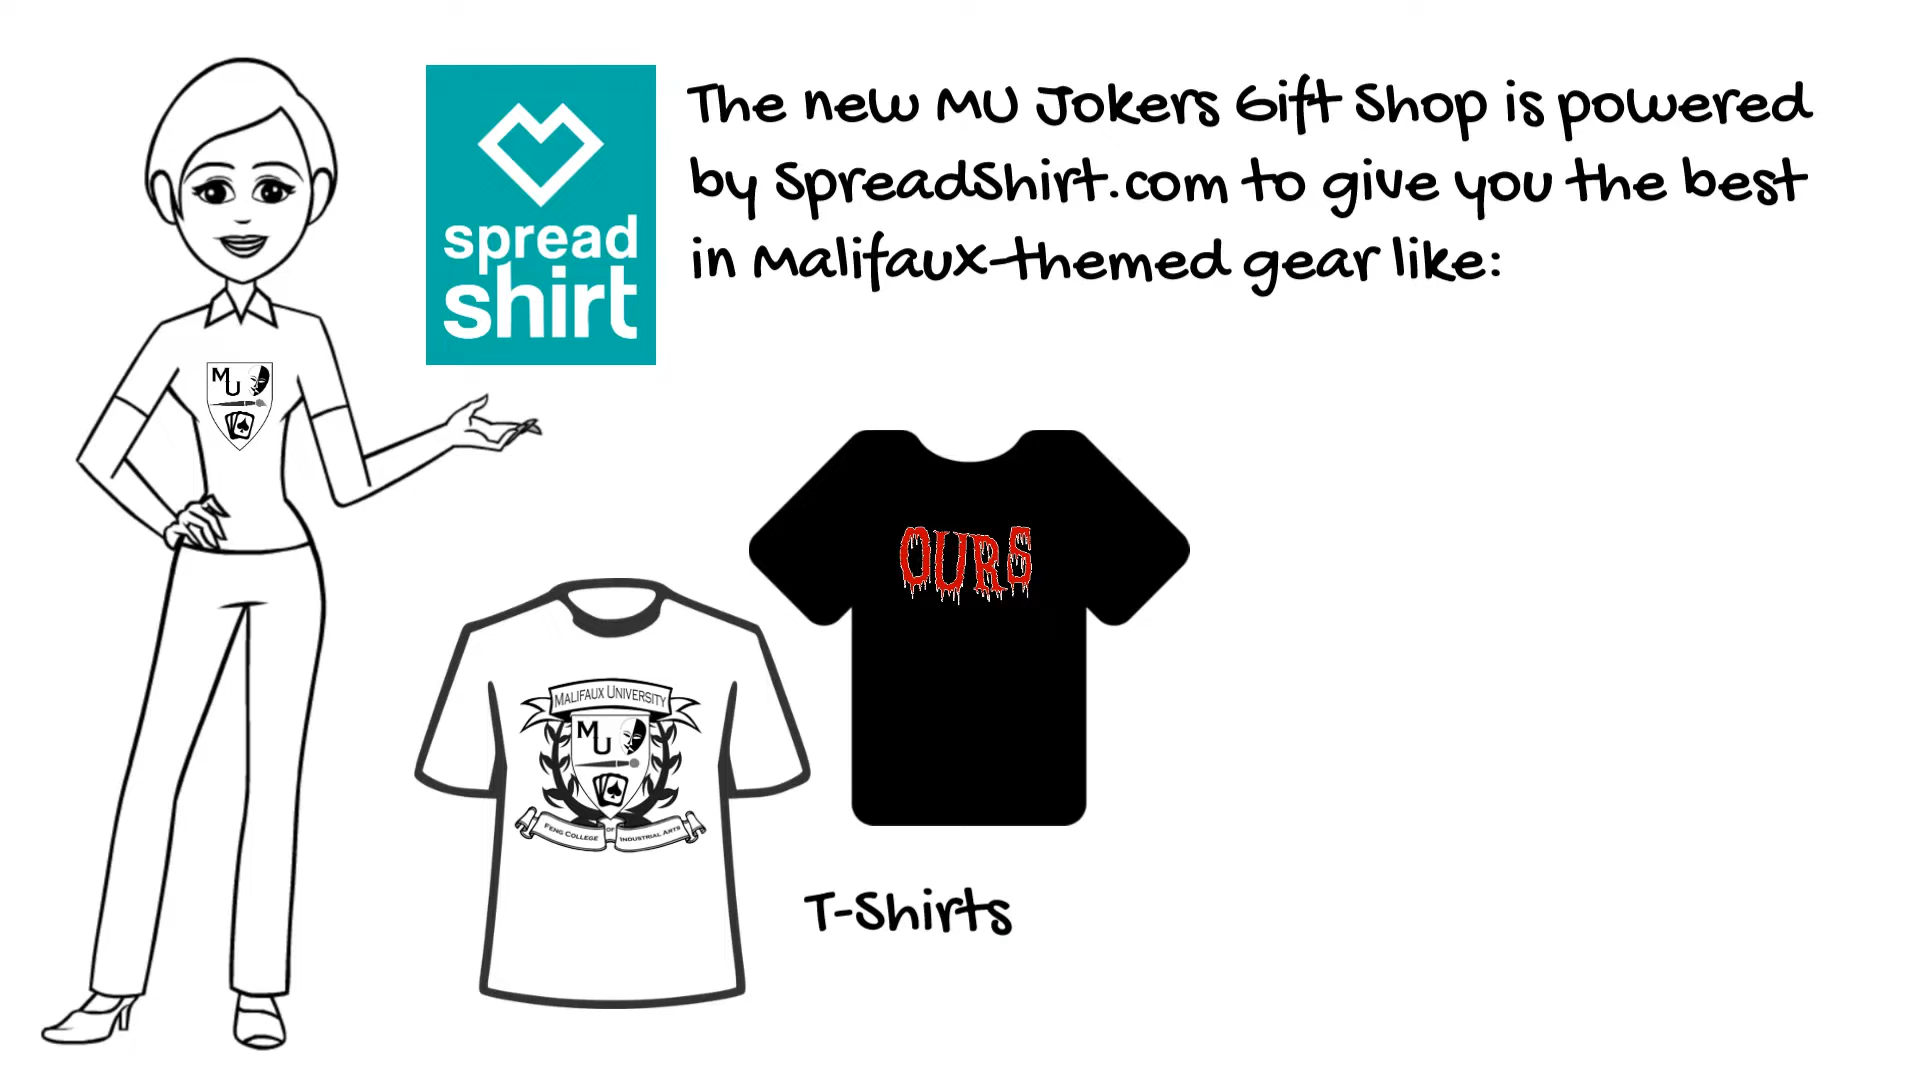 The new MU Jokers Gift Shop is powered
by SpreadShirt.com to give you the best
in Malifaux-themed gear like:
spread
shirt
MU
OURS
MALIFAUX UNIVERSITY
MU
FENG COLLEGE OF INDUSTRIAL ARTS
T-Shirts